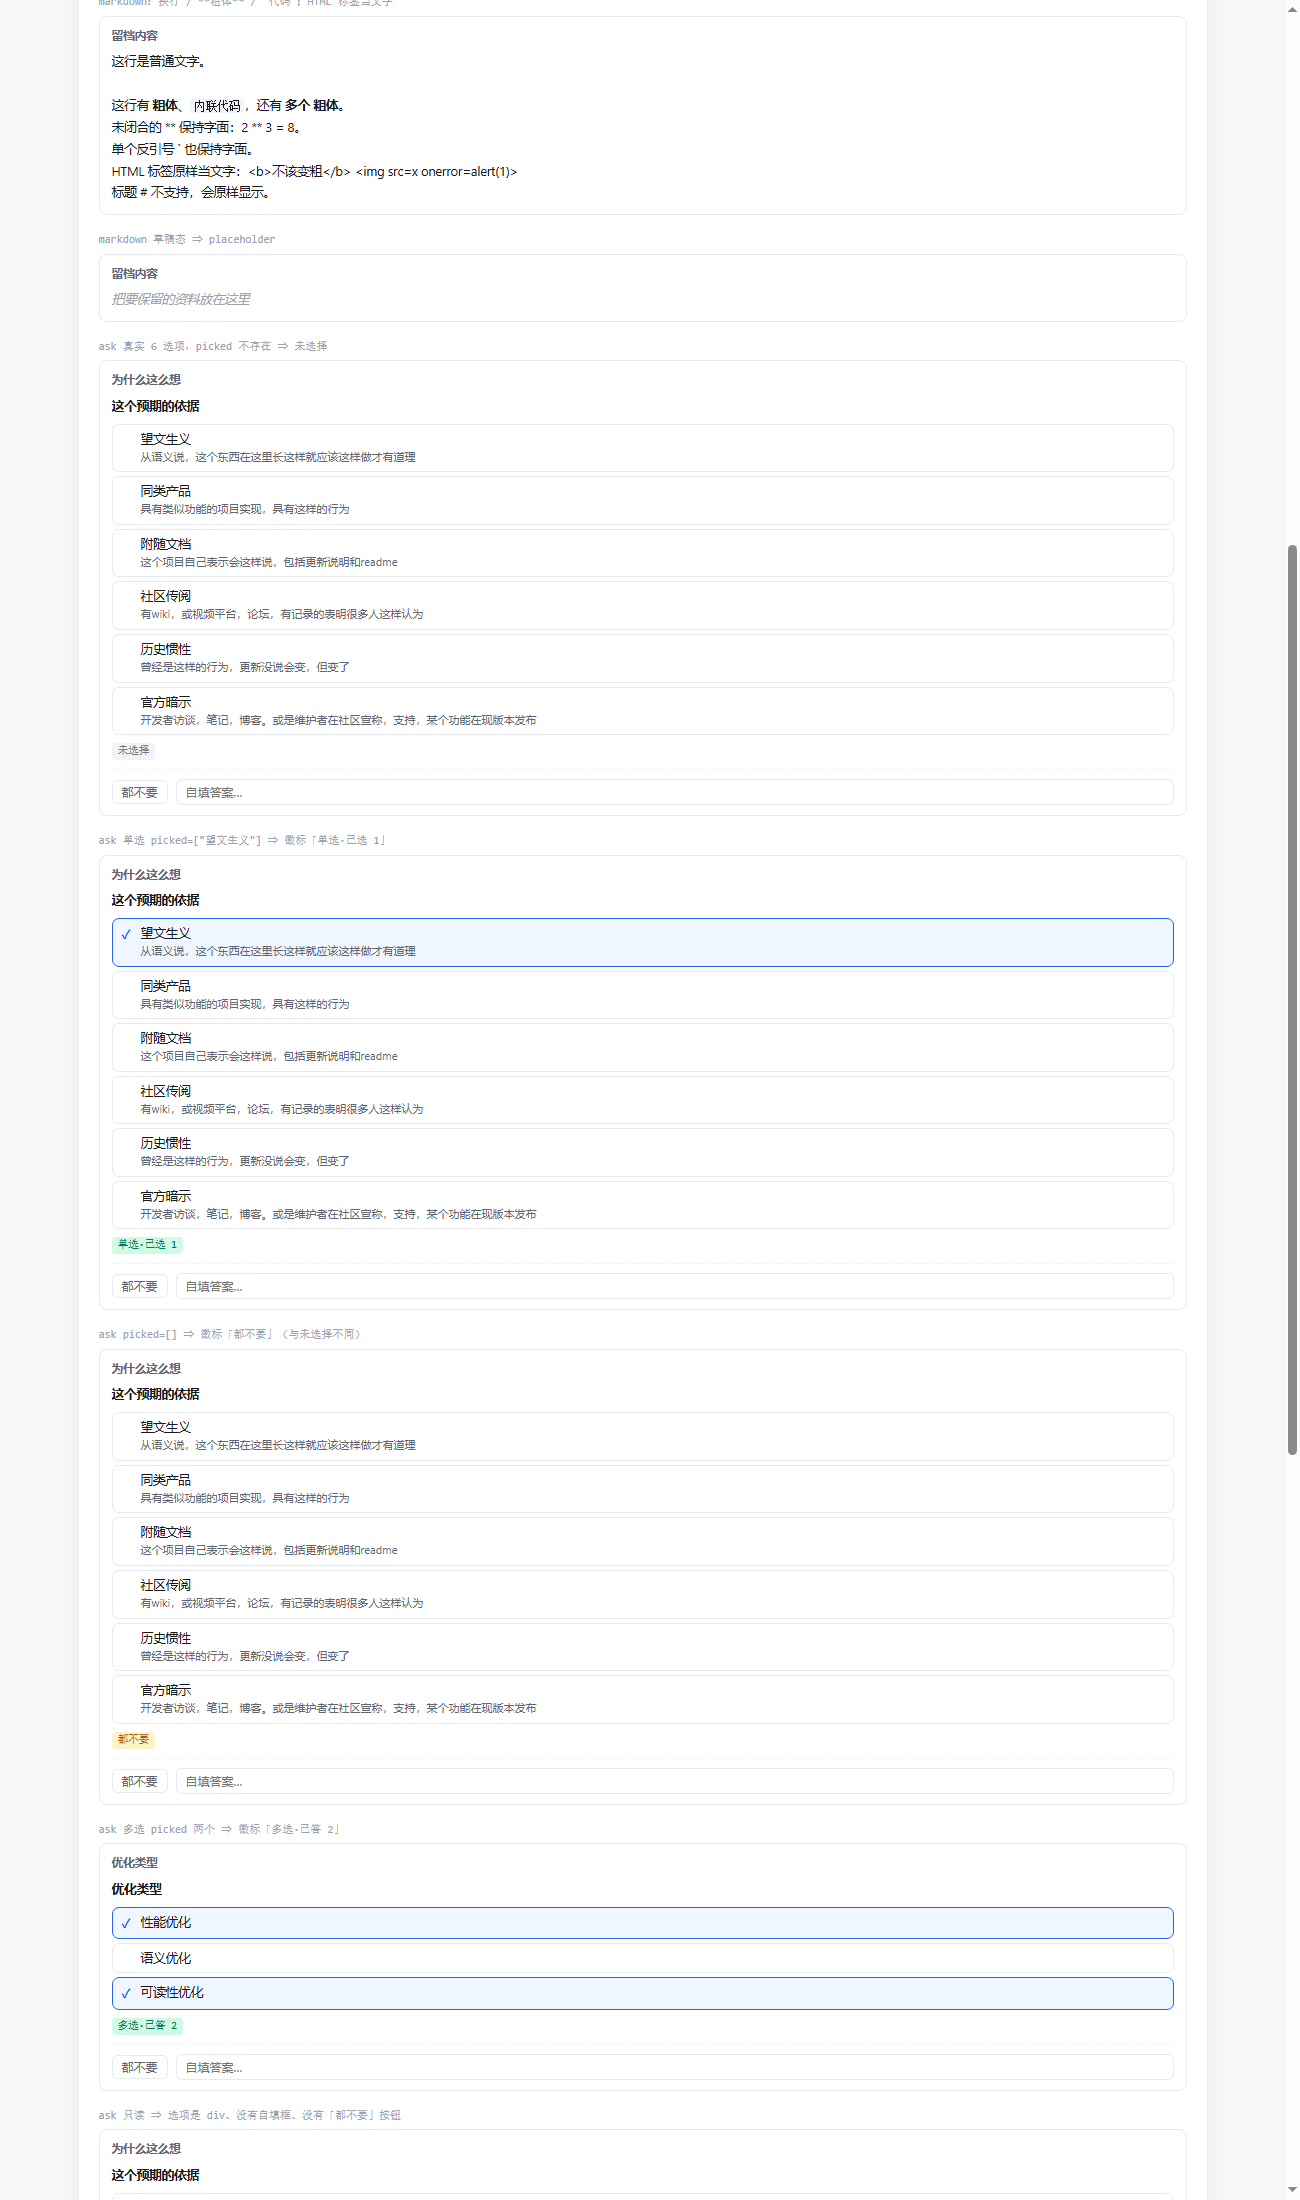 markdown: 换行 / **粗体** / `代码`; HTML 标签当文字
留档内容
这行是普通文字。
这行有 粗体、 内联代码 ，还有 多个 粗体。
未闭合的 ** 保持字面：2 ** 3 = 8。
单个反引号 ` 也保持字面。
HTML 标签原样当文字：<b>不该变粗</b> <img src=x onerror=alert(1)>
标题 # 不支持，会原样显示。
markdown 草稿态 ⇒ placeholder
留档内容
把要保留的资料放在这里
ask 真实 6 选项，picked 不存在 ⇒ 未选择
为什么这么想
这个预期的依据
望文生义
从语义说，这个东西在这里长这样就应该这样做才有道理
同类产品
具有类似功能的项目实现，具有这样的行为
附随文档
这个项目自己表示会这样说，包括更新说明和readme
社区传阅
有wiki，或视频平台，论坛，有记录的表明很多人这样认为
历史惯性
曾经是这样的行为，更新没说会变，但变了
官方暗示
开发者访谈，笔记，博客。或是维护者在社区宣称，支持，某个功能在现版本发布
未选择
都不要 自填答案...
ask 单选 picked=["望文生义"] ⇒ 徽标「单选·已选 1」
为什么这么想
这个预期的依据
✓ 望文生义
从语义说，这个东西在这里长这样就应该这样做才有道理
同类产品
具有类似功能的项目实现，具有这样的行为
附随文档
这个项目自己表示会这样说，包括更新说明和readme
社区传阅
有wiki，或视频平台，论坛，有记录的表明很多人这样认为
历史惯性
曾经是这样的行为，更新没说会变，但变了
官方暗示
开发者访谈，笔记，博客。或是维护者在社区宣称，支持，某个功能在现版本发布
单选·已选 1
都不要 自填答案...
ask picked=[] ⇒ 徽标「都不要」（与未选择不同）
为什么这么想
这个预期的依据
望文生义
从语义说，这个东西在这里长这样就应该这样做才有道理
同类产品
具有类似功能的项目实现，具有这样的行为
附随文档
这个项目自己表示会这样说，包括更新说明和readme
社区传阅
有wiki，或视频平台，论坛，有记录的表明很多人这样认为
历史惯性
曾经是这样的行为，更新没说会变，但变了
官方暗示
开发者访谈，笔记，博客。或是维护者在社区宣称，支持，某个功能在现版本发布
都不要
都不要 自填答案...
ask 多选 picked 两个 ⇒ 徽标「多选·已答 2」
优化类型
优化类型
✓ 性能优化
语义优化
✓ 可读性优化
多选·已答 2
都不要 自填答案...
ask 只读 ⇒ 选项是 div、没有自填框、没有「都不要」按钮
为什么这么想
这个预期的依据